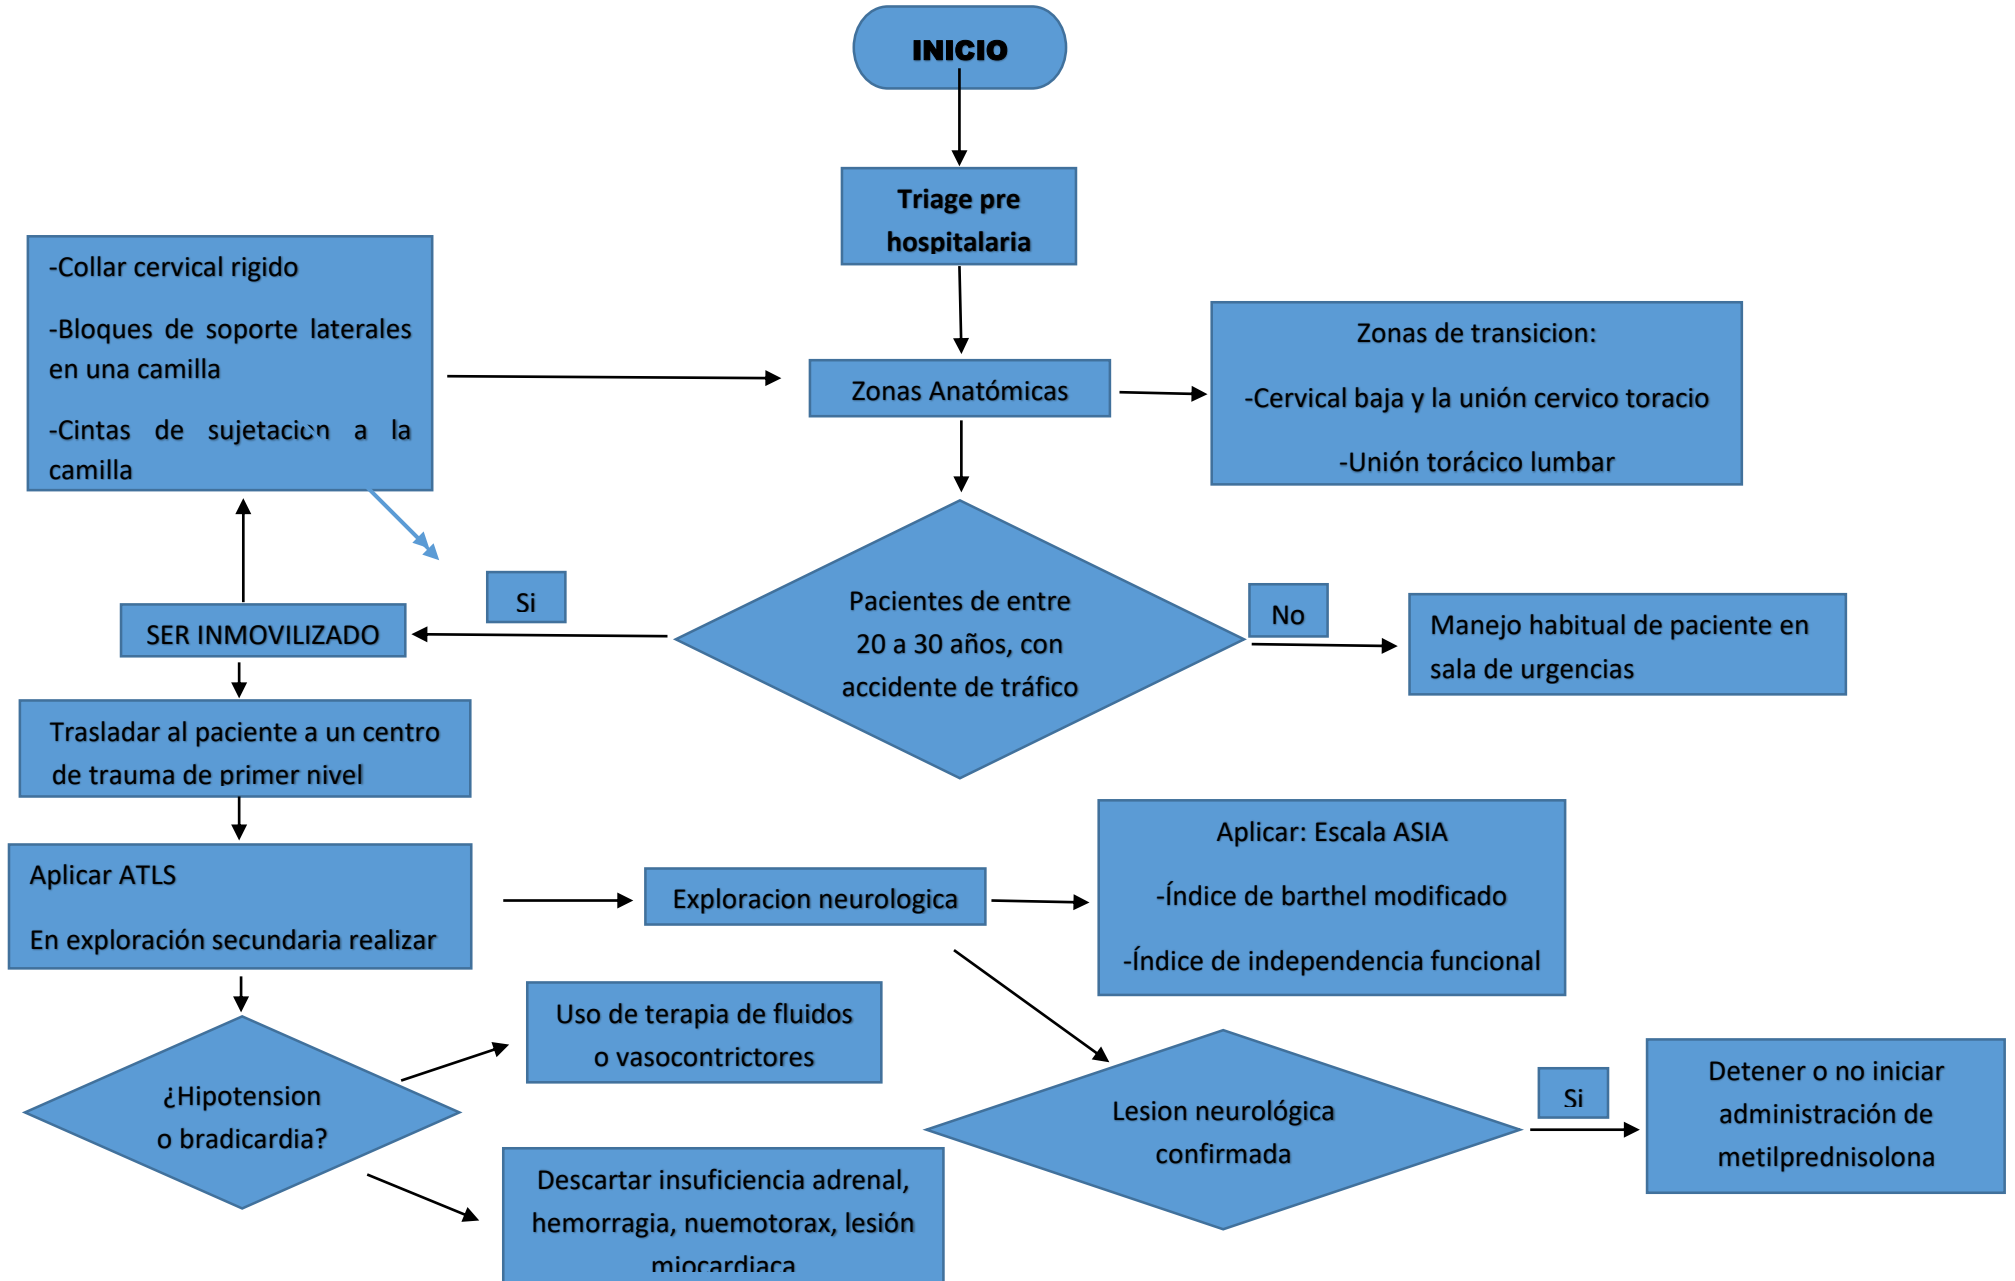 INICIO
Triage pre
hospitalaria
-Collar cervical rigido
-Bloques de soporte laterales
en una camilla
-Cintas de sujetacion a la
camilla
Zonas Anatómicas
Zonas de transicion:
-Cervical baja y la unión cervico toracio
-Unión torácico lumbar
Si
No
SER INMOVILIZADO
Pacientes de entre
20 a 30 años, con
accidente de tráfico
Manejo habitual de paciente en
sala de urgencias
Trasladar al paciente a un centro
de trauma de primer nivel
Aplicar ATLS
En exploración secundaria realizar
Exploracion neurologica
Aplicar: Escala ASIA
-Índice de barthel modificado
-Índice de independencia funcional
¿Hipotension
o bradicardia?
Uso de terapia de fluidos
o vasocontrictores
Descartar insuficiencia adrenal,
hemorragia, nuemotorax, lesión
miocardiaca
Lesion neurológica
confirmada
Si
Detener o no iniciar
administración de
metilprednisolona